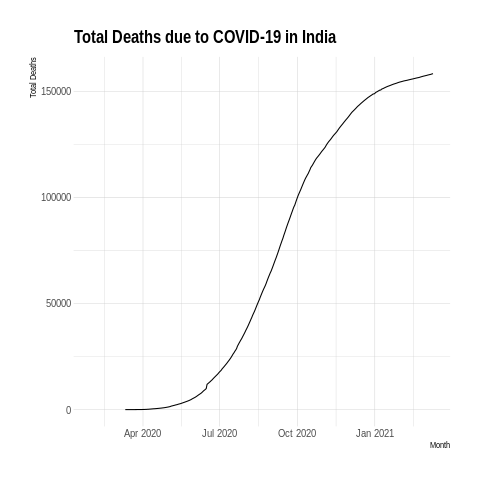 Total Deaths due to COVID-19 in India
Total Deaths
150000
100000
50000
0
Apr 2020
Jul 2020
Oct 2020
Jan 2021
Month